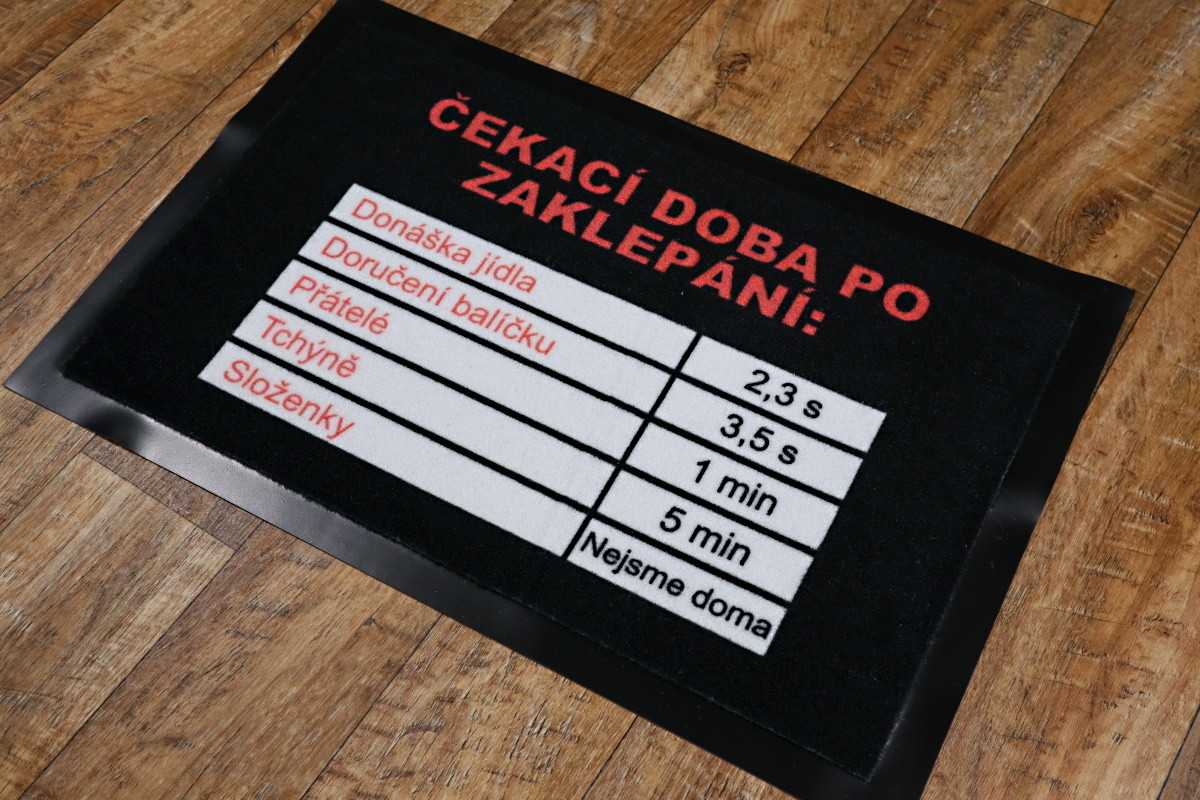 ČEKACÍ DOBA PO
ZAKLEPÁNÍ:
Donáška jídla 2,3 s
Doručení balíčku 3,5 s
Přátelé 1 min
Tchýně 5 min
Složenky Nejsme doma